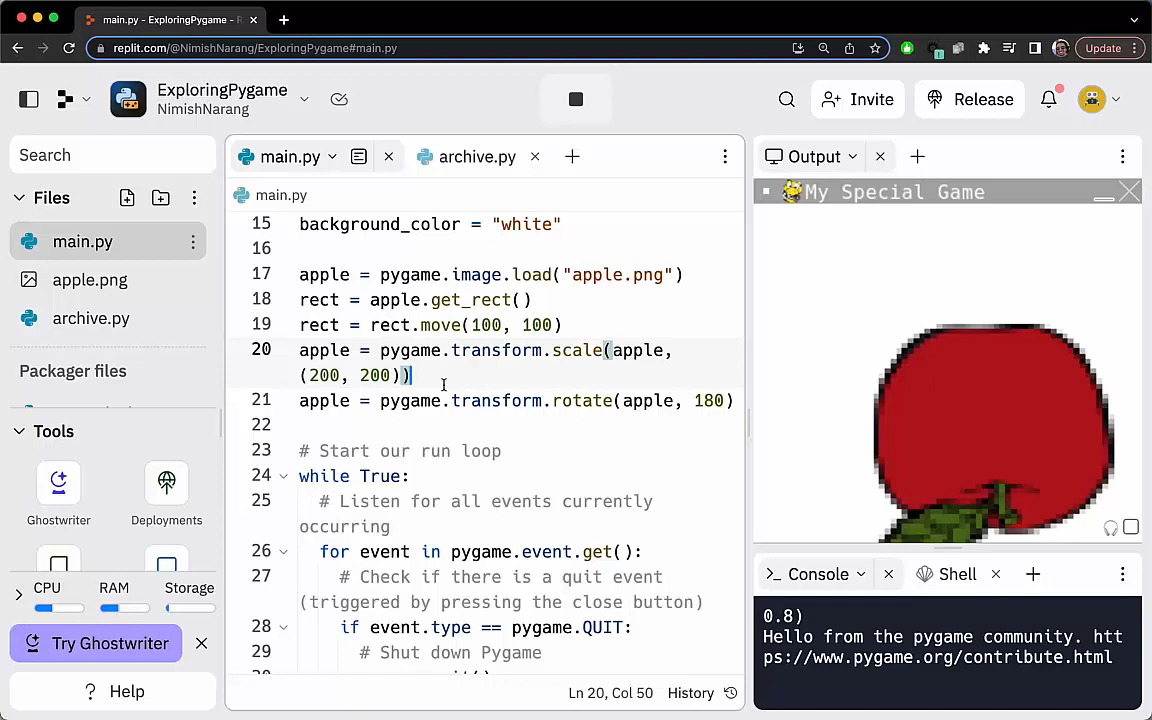 main.py - ExploringPygame - R
replit.com/@NimishNarang/ExploringPygame#main.py
Update
ExploringPygame
NimishNarang
Invite
Release
Search
Files
main.py
apple.png
archive.py
Packager files
Tools
Ghostwriter
Deployments
CPU
RAM
Storage
Try Ghostwriter
? Help
main.py
archive.py
main.py
15 background_color = "white"
16
17 apple = pygame.image.load("apple.png")
18 rect = apple.get_rect()
19 rect = rect.move(100, 100)
20 apple = pygame.transform.scale(apple,
(200, 200))
21 apple = pygame.transform.rotate(apple, 180)
22
23 # Start our run loop
24 while True:
25 # Listen for all events currently
occurring
26 for event in pygame.event.get():
27 # Check if there is a quit event
(triggered by pressing the close button)
28 if event.type == pygame.QUIT:
29 # Shut down Pygame
Ln 20, Col 50
History
Output
My Special Game
Console
Shell
0.8)
Hello from the pygame community. htt
ps://www.pygame.org/contribute.html